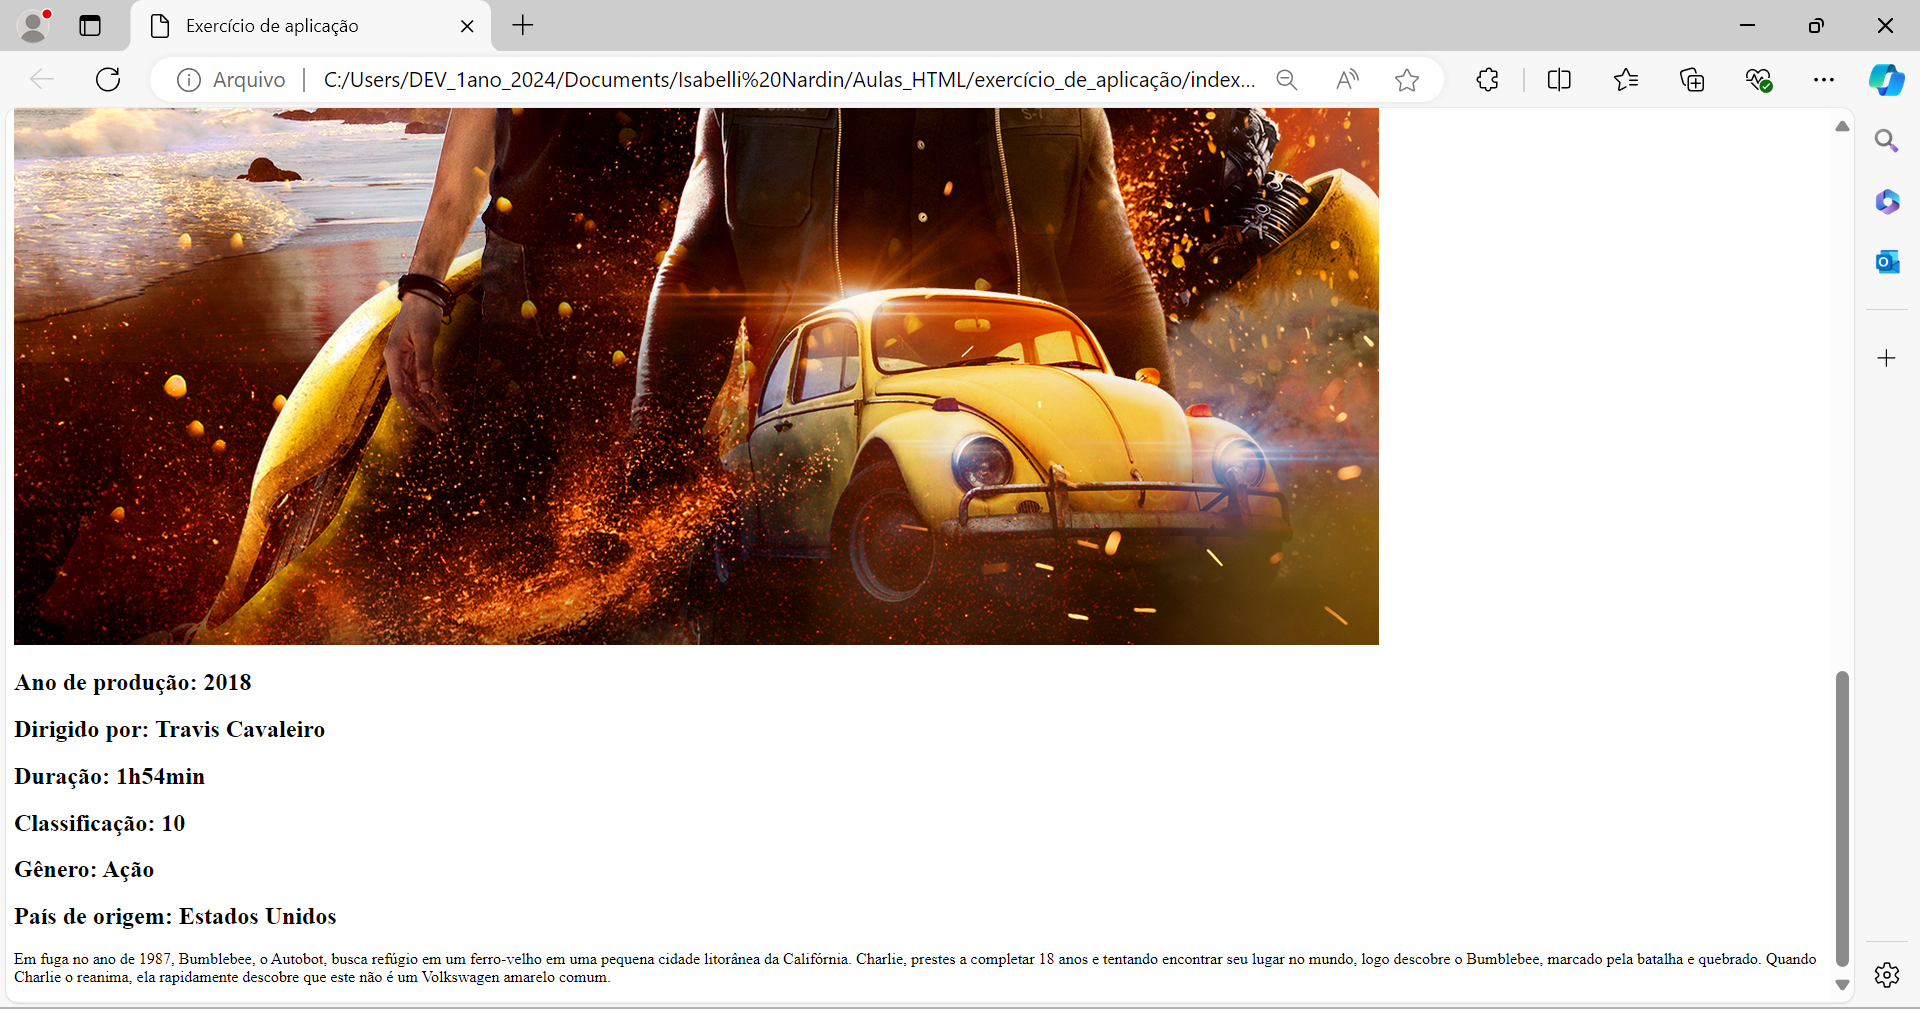 Exercício de aplicação
Arquivo
C:/Users/DEV_1ano_2024/Documents/Isabelli%20Nardin/Aulas_HTML/exercício_de_aplicação/index...
Ano de produção: 2018
Dirigido por: Travis Cavaleiro
Duração: 1h54min
Classificação: 10
Gênero: Ação
País de origem: Estados Unidos
Em fuga no ano de 1987, Bumblebee, o Autobot, busca refúgio em um ferro-velho em uma pequena cidade litorânea da Califórnia. Charlie, prestes a completar 18 anos e tentando encontrar seu lugar no mundo, logo descobre o Bumblebee, marcado pela batalha e quebrado. Quando
Charlie o reanima, ela rapidamente descobre que este não é um Volkswagen amarelo comum.